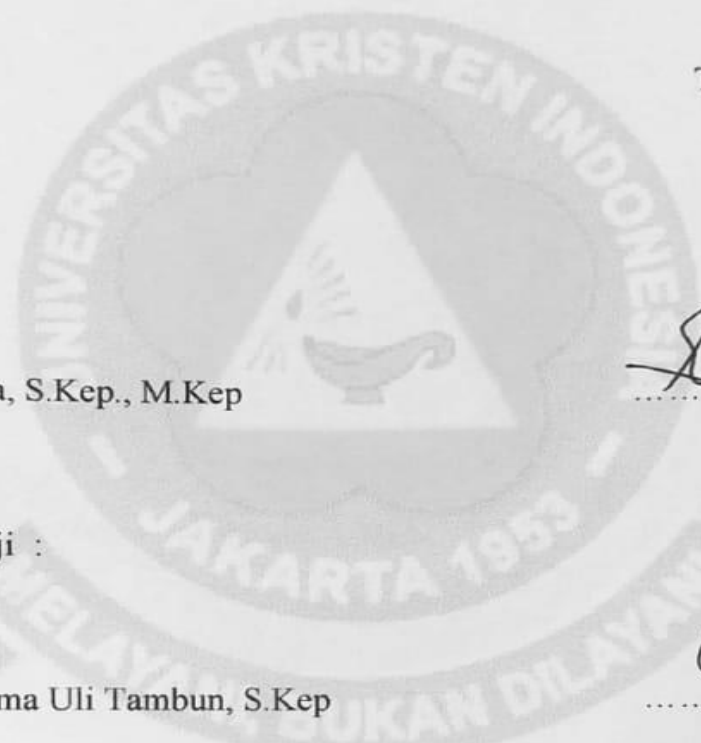 UNIVERSITAS KRISTEN INDONESIA
a, S.Kep., M.Kep
JAKARTA 1953
ji :
MELAYANI, BUKAN DILAYANI
ma Uli Tambun, S.Kep